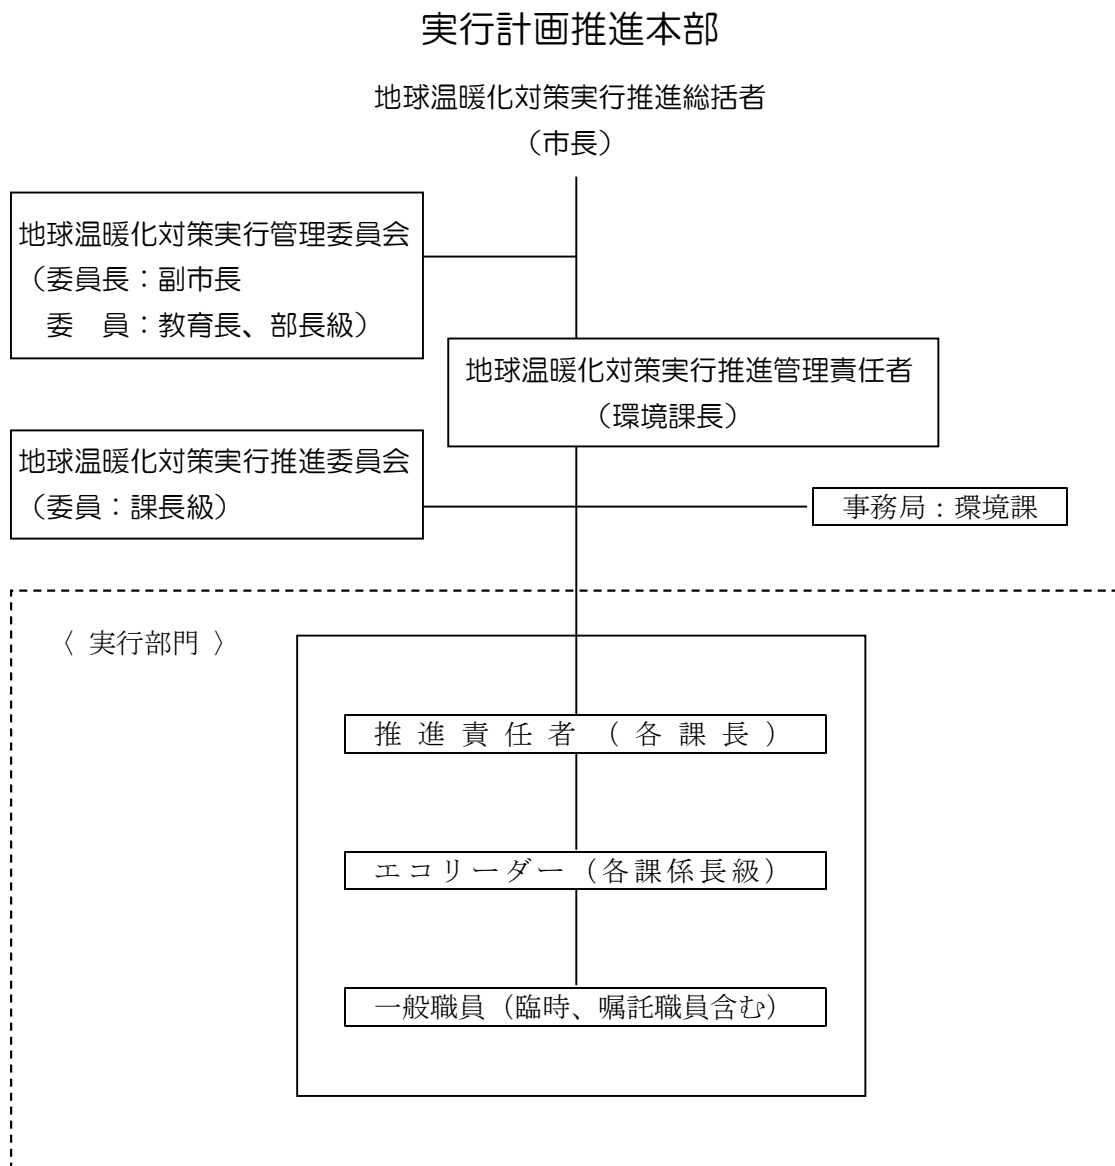 実行計画推進本部
地球温暖化対策実行推進総括者
（市長）
地球温暖化対策実行管理委員会
（委員長：副市長
委　員：教育長、部長級）
地球温暖化対策実行推進管理責任者
（環境課長）
地球温暖化対策実行推進委員会
（委員：課長級）
事務局：環境課
〈 実行部門 〉
推進責任者（各課長）
エコリーダー（各課係長級）
一般職員（臨時、嘱託職員含む）